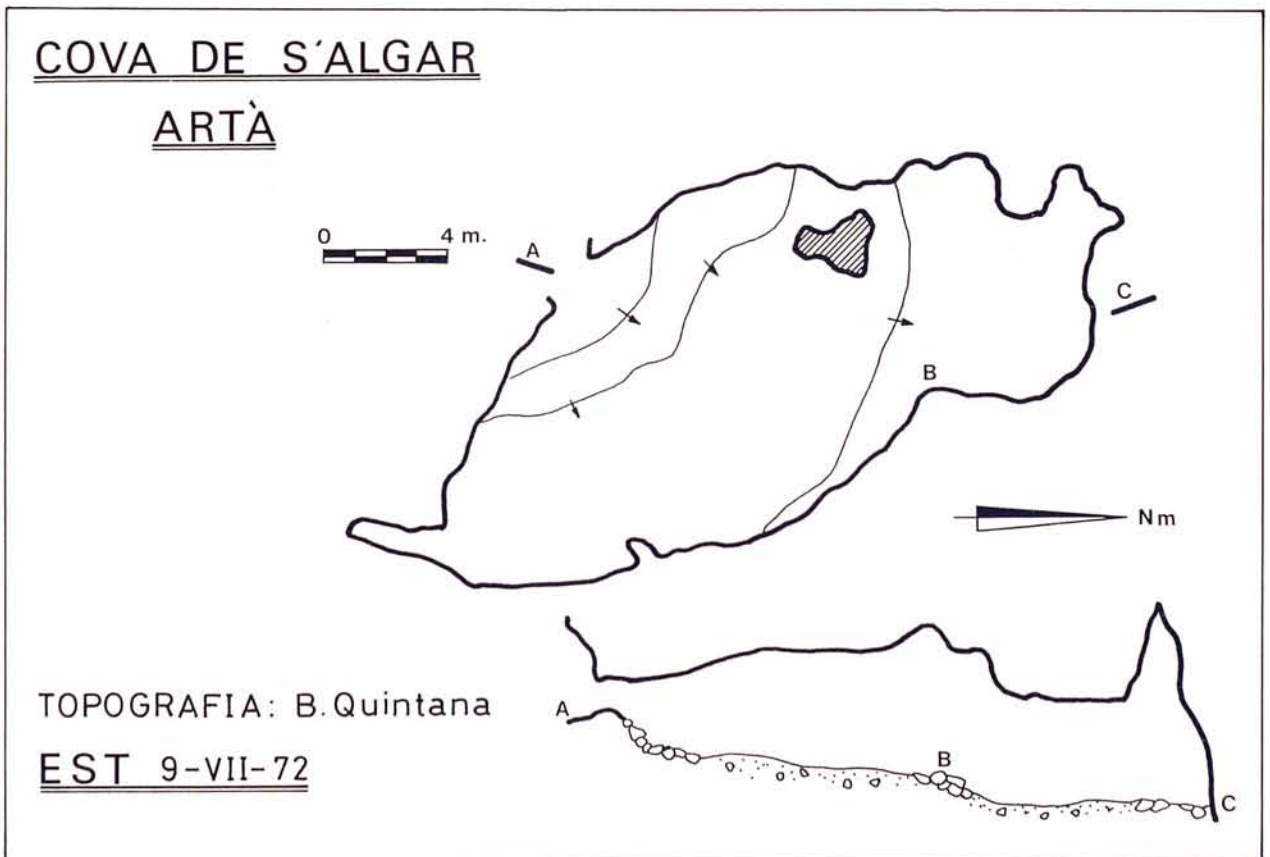 COVA DE S'ALGAR
ARTÀ
0 4 m.
A
C
B
Nm
TOPOGRAFIA: B. Quintana
EST 9-VII-72
A
B
C